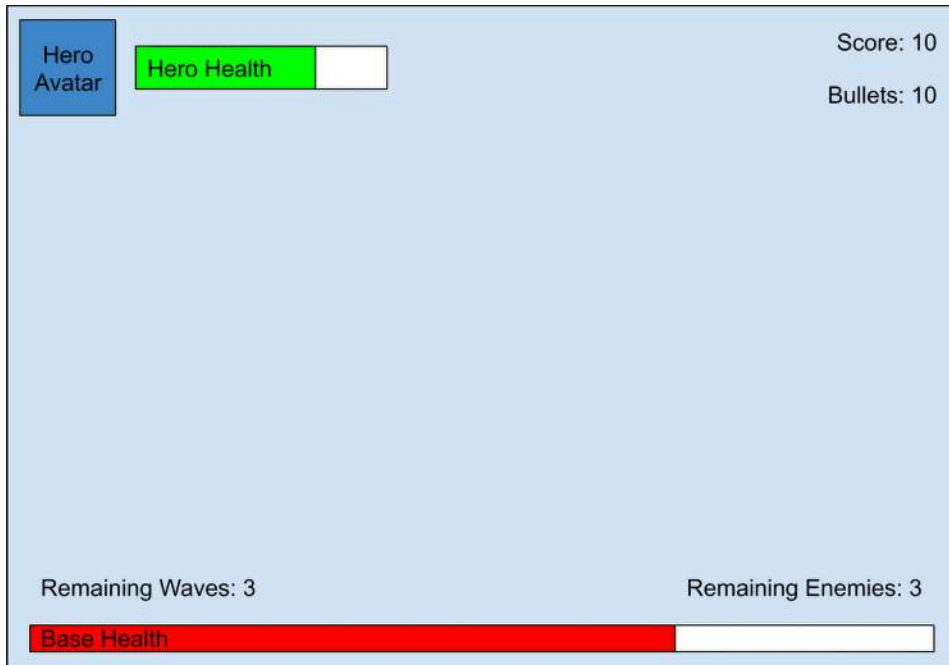 Hero
Avatar
Hero Health
Score: 10
Bullets: 10
Remaining Waves: 3
Remaining Enemies: 3
Base Health